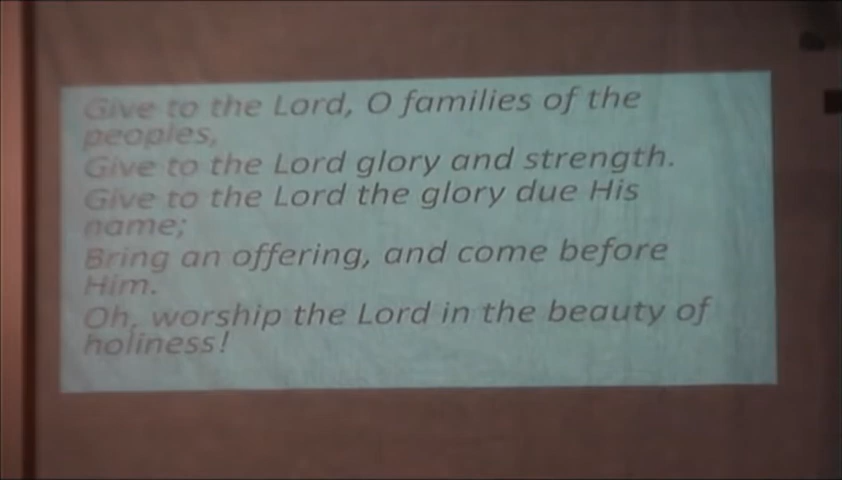 Give to the Lord, O families of the
peoples,
Give to the Lord glory and strength.
Give to the Lord the glory due His
name;
Bring an offering, and come before
Him.
Oh, worship the Lord in the beauty of
holiness!